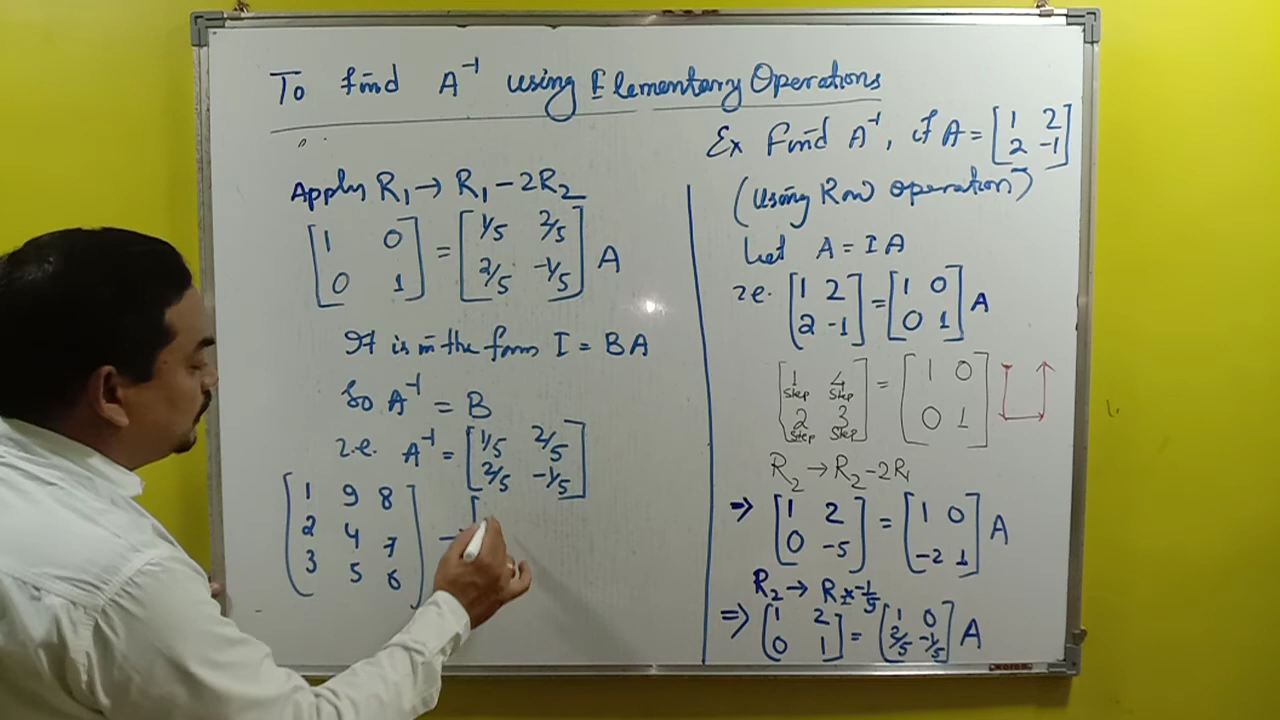 To find A⁻¹ using Elementary Operations
Ex Find A⁻¹, if A = [1 2
2 -1]
(Using Row operation)
Let A = I A
i.e. [1 2 = [1 0
2 -1] 0 1] A
[1 4 = [1 0
Step Step
2 3 0 1]
Step Step]
R₂ → R₂ - 2R₁
⇒ [1 2 = [1 0
0 -5] -2 1] A
R₂ → R₂ × -1/5
⇒ [1 2 = [1 0
0 1] 2/5 -1/5] A
Apply R₁ → R₁ - 2R₂
[1 0 = [1/5 2/5
0 1] 2/5 -1/5] A
It is in the form I = BA
So A⁻¹ = B
i.e. A⁻¹ = [1/5 2/5
2/5 -1/5]
[1 9 8
2 4 7
3 5 6] = [
KOROS